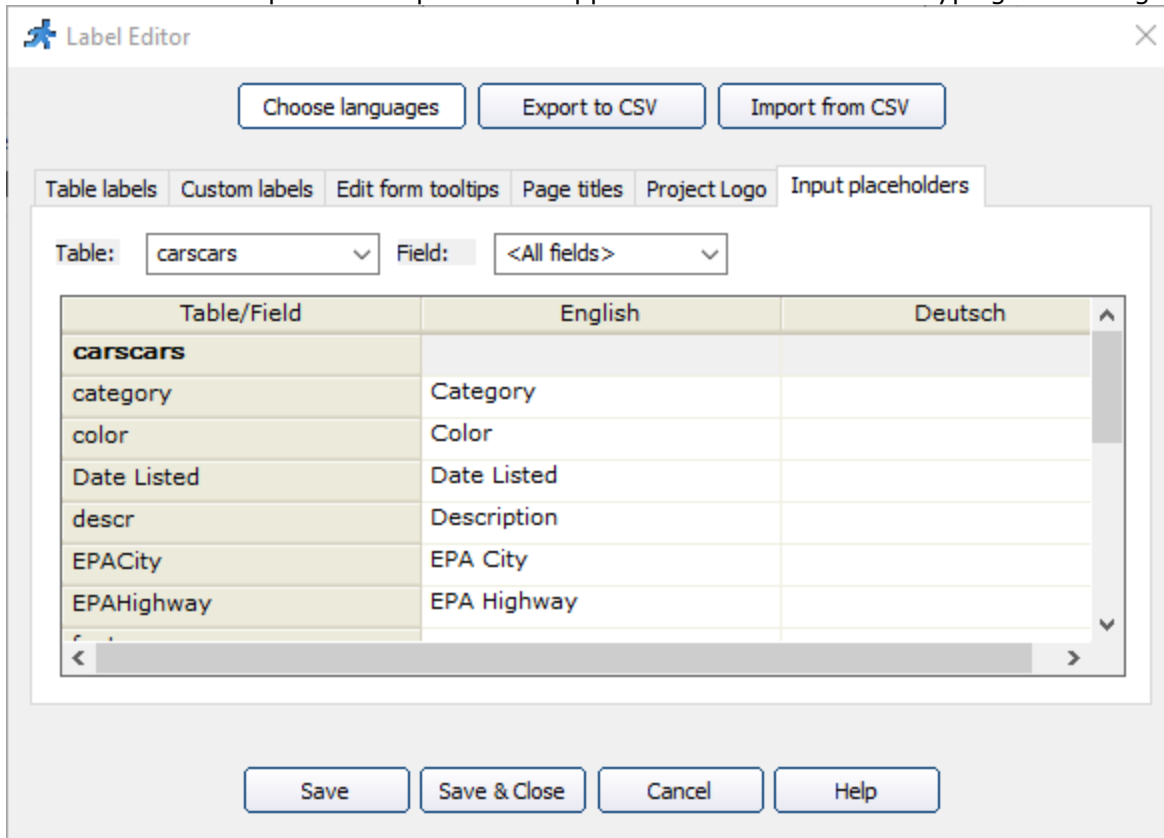 Label Editor
Choose languages Export to CSV Import from CSV
Table labels Custom labels Edit form tooltips Page titles Project Logo Input placeholders
Table: carscars Field: <All fields>
Table/Field English Deutsch
carscars
category Category
color Color
Date Listed Date Listed
descr Description
EPACity EPA City
EPAHighway EPA Highway
Save Save & Close Cancel Help